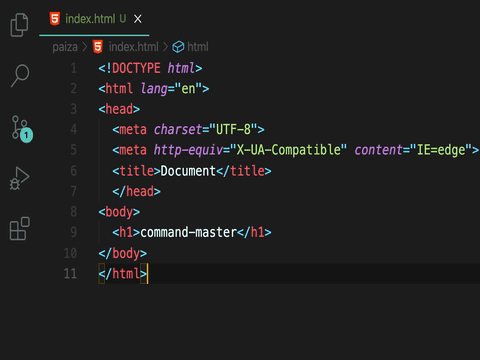 index.html U
paiza > index.html > html
1 <!DOCTYPE html>
2 <html lang="en">
3 <head>
4 <meta charset="UTF-8">
5 <meta http-equiv="X-UA-Compatible" content="IE=edge">
6 <title>Document</title>
7 </head>
8 <body>
9 <h1>command-master</h1>
10 </body>
11 </html>
1